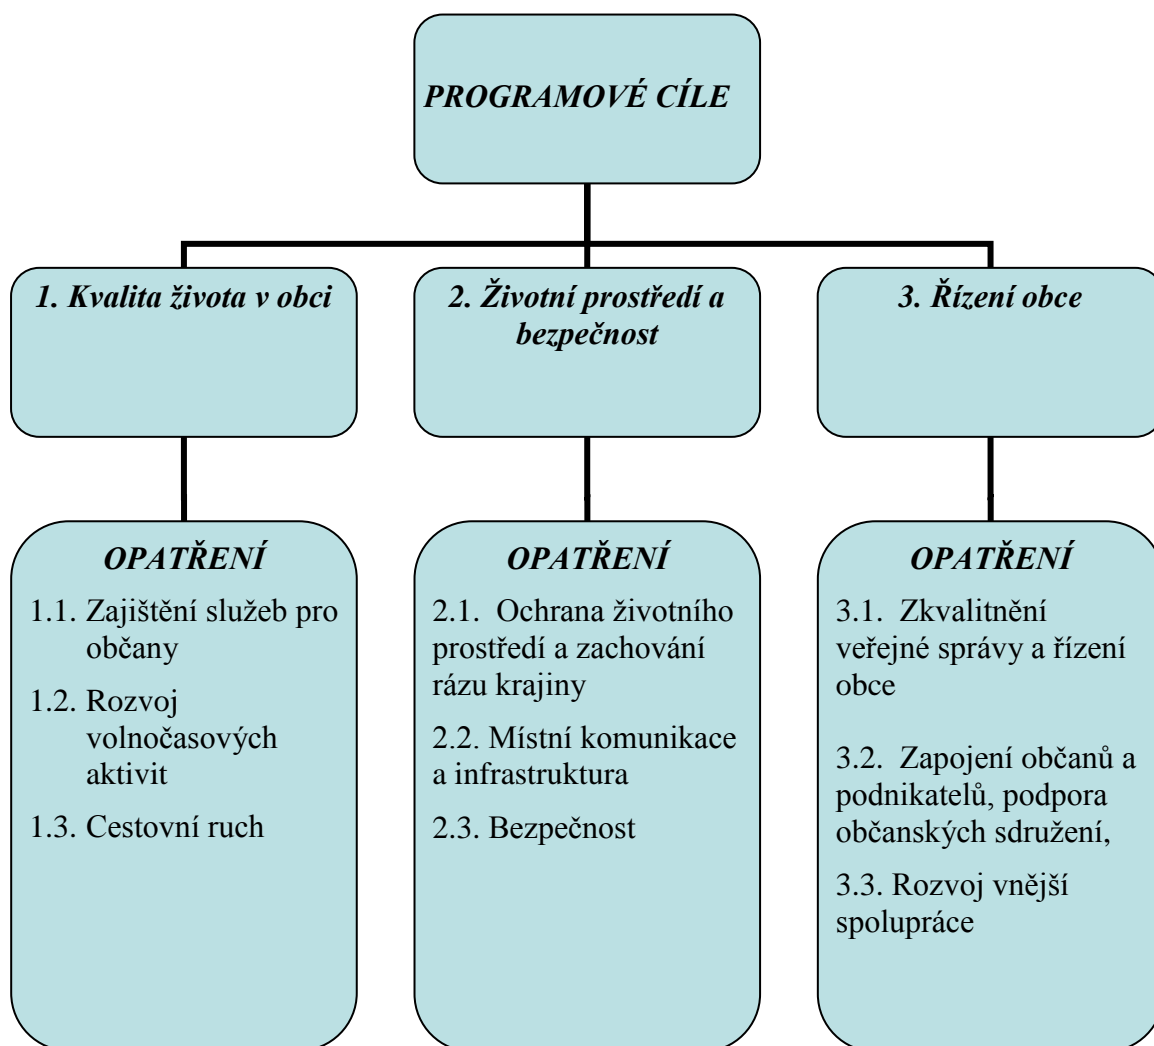 PROGRAMOVÉ CÍLE
1. Kvalita života v obci
2. Životní prostředí a
bezpečnost
3. Řízení obce
OPATŘENÍ
1.1. Zajištění služeb pro
občany
1.2. Rozvoj
volnočasových
aktivit
1.3. Cestovní ruch
OPATŘENÍ
2.1. Ochrana životního
prostředí a zachování
rázu krajiny
2.2. Místní komunikace
a infrastruktura
2.3. Bezpečnost
OPATŘENÍ
3.1. Zkvalitnění
veřejné správy a řízení
obce
3.2. Zapojení občanů a
podnikatelů, podpora
občanských sdružení,
3.3. Rozvoj vnější
spolupráce